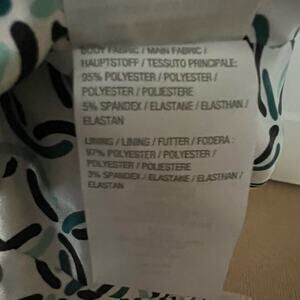 BODY FABRIC / MAIN FABRIC /
HAUPTSTOFF / TESSUTO PRINCIPALE:
95% POLYESTER / POLYESTER /
POLYESTER / POLIESTERE
5% SPANDEX / ELASTANE / ELASTHAN /
ELASTAN
LINING / LINING / FUTTER / FODERA :
97% POLYESTER / POLYESTER /
POLYESTER / POLIESTERE
3% SPANDEX / ELASTANE / ELASTHAN /
ELASTAN